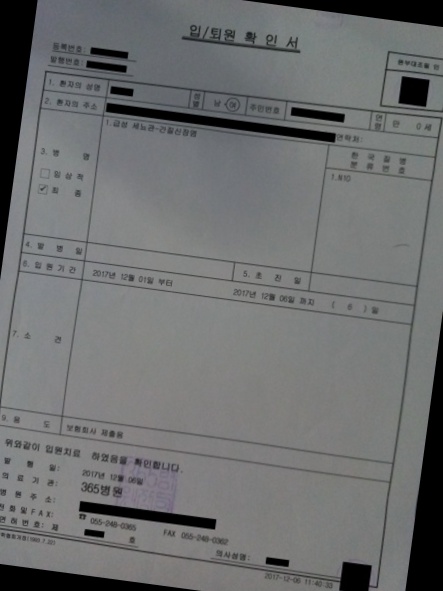 입/퇴원 확 인 서
등록번호:
발행번호:
원부대조필 인
1. 환자의 성명 성별 남 여 주민번호 연령 만 0 세
2. 환자의 주소 연락처:
3. 병 명
임 상 적
최 종
1.급성 세뇨관-간질신장염
한 국 질 병
분 류 번 호
1.N10
4. 발 병 일
5. 초 진 일
6. 입 원 기 간
2017년 12월 01일 부터
2017년 12월 06일 까지 ( 6 ) 일
7. 소 견
9. 용 도
보험회사 제출용
위와같이 입원치료 하였음을 확인합니다.
발 행 일: 2017년 12월 06일
의 료 기 관: 365병원
병 원 주 소:
전 화 및 F A X: ☎ 055-248-0365 FAX 055-248-0362
면 허 번 호: 제 호
의사성명:
2017-12-06 11:40:33